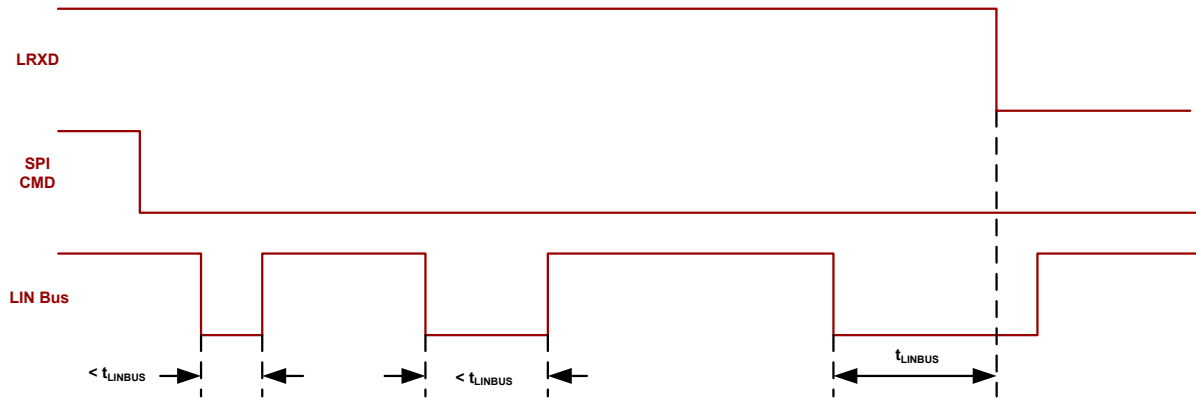 LRXD
SPI
CMD
LIN Bus
< tLINBUS
< tLINBUS
tLINBUS